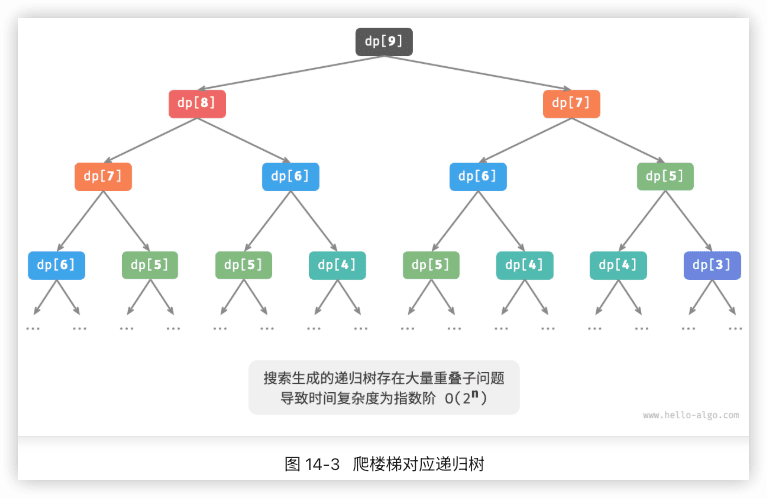 dp[9]
dp[8] dp[7]
dp[7] dp[6] dp[6] dp[5]
dp[6] dp[5] dp[5] dp[4] dp[5] dp[4] dp[4] dp[3]
... ... ... ... ... ... ... ... ... ... ... ... ... ... ... ...
搜索生成的递归树存在大量重叠子问题
导致时间复杂度为指数阶 O(2ⁿ)
www.hello-algo.com
图 14-3 爬楼梯对应递归树